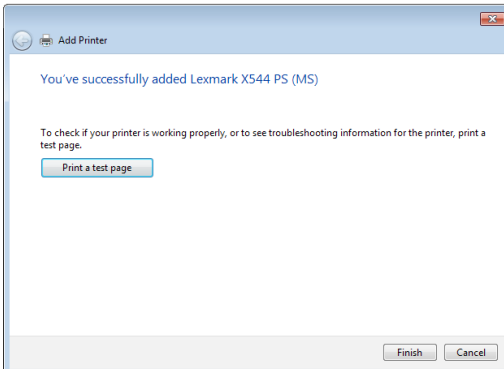 Add Printer
You've successfully added Lexmark X544 PS (MS)
To check if your printer is working properly, or to see troubleshooting information for the printer, print a
test page.
Print a test page
Finish Cancel